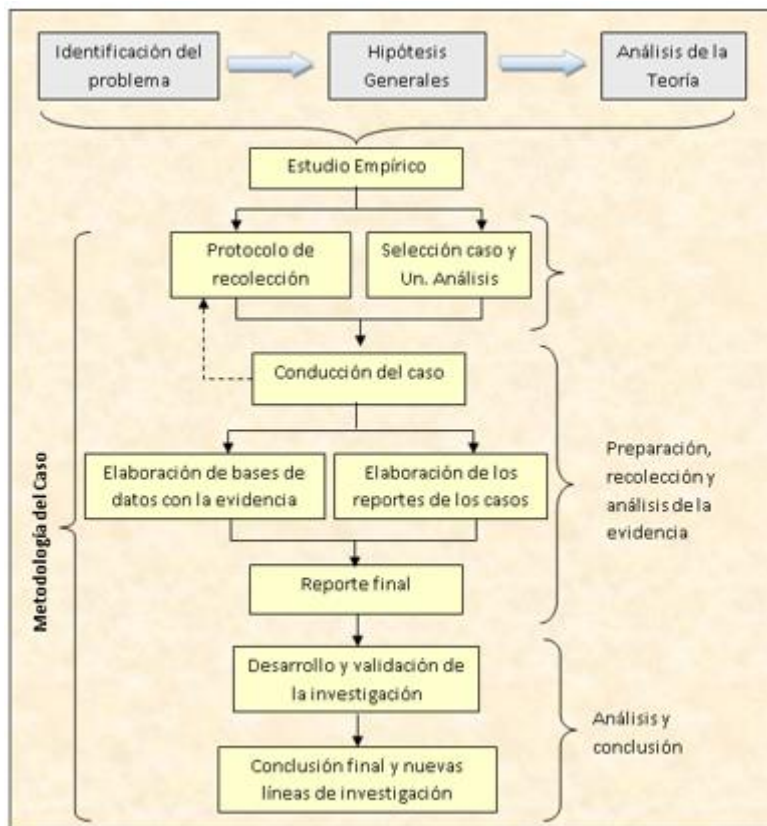 Identificación del
problema
Hipótesis
Generales
Análisis de la
Teoría
Estudio Empírico
Protocolo de
recolección
Selección caso y
Un. Análisis
Conducción del caso
Elaboración de bases de
datos con la evidencia
Elaboración de los
reportes de los casos
Preparación,
recolección y
análisis de la
evidencia
Metodología del Caso
Reporte final
Desarrollo y validación de
la investigación
Análisis y
conclusión
Conclusión final y nuevas
líneas de investigación